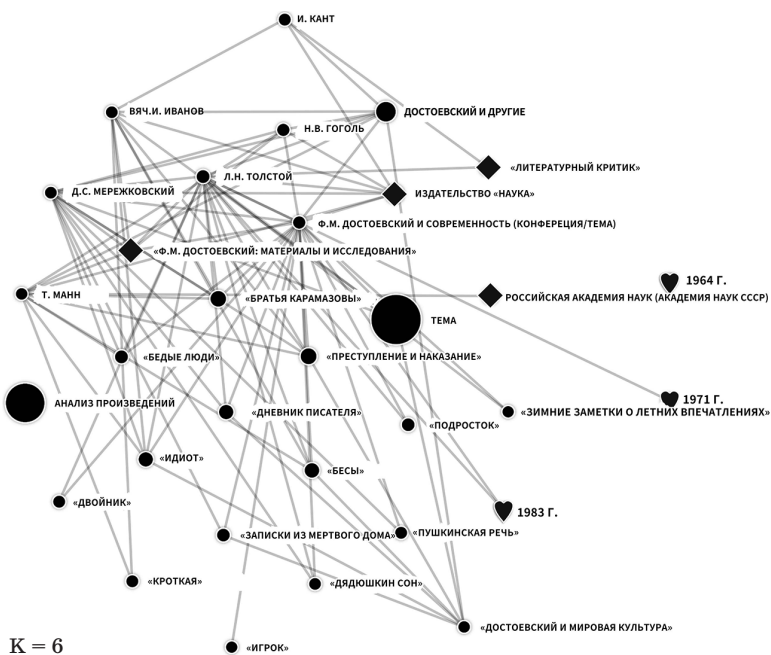 И. КАНТ
ВЯЧ.И. ИВАНОВ
ДОСТОЕВСКИЙ И ДРУГИЕ
Н.В. ГОГОЛЬ
«ЛИТЕРАТУРНЫЙ КРИТИК»
Л.Н. ТОЛСТОЙ
Д.С. МЕРЕЖКОВСКИЙ
ИЗДАТЕЛЬСТВО «НАУКА»
Ф.М. ДОСТОЕВСКИЙ И СОВРЕМЕННОСТЬ (КОНФЕРЕЦИЯ/ТЕМА)
«Ф.М. ДОСТОЕВСКИЙ: МАТЕРИАЛЫ И ИССЛЕДОВАНИЯ»
1964 Г.
Т. МАНН
«БРАТЬЯ КАРАМАЗОВЫ»
РОССИЙСКАЯ АКАДЕМИЯ НАУК (АКАДЕМИЯ НАУК СССР)
ТЕМА
«БЕДЫЕ ЛЮДИ»
«ПРЕСТУПЛЕНИЕ И НАКАЗАНИЕ»
1971 Г.
АНАЛИЗ ПРОИЗВЕДЕНИЙ
«ДНЕВНИК ПИСАТЕЛЯ»
«ЗИМНИЕ ЗАМЕТКИ О ЛЕТНИХ ВПЕЧАТЛЕНИЯХ»
«ПОДРОСТОК»
«ИДИОТ»
«БЕСЫ»
«ДВОЙНИК»
1983 Г.
«ЗАПИСКИ ИЗ МЕРТВОГО ДОМА»
«ПУШКИНСКАЯ РЕЧЬ»
«КРОТКАЯ»
«ДЯДЮШКИН СОН»
«ДОСТОЕВСКИЙ И МИРОВАЯ КУЛЬТУРА»
K = 6
«ИГРОК»